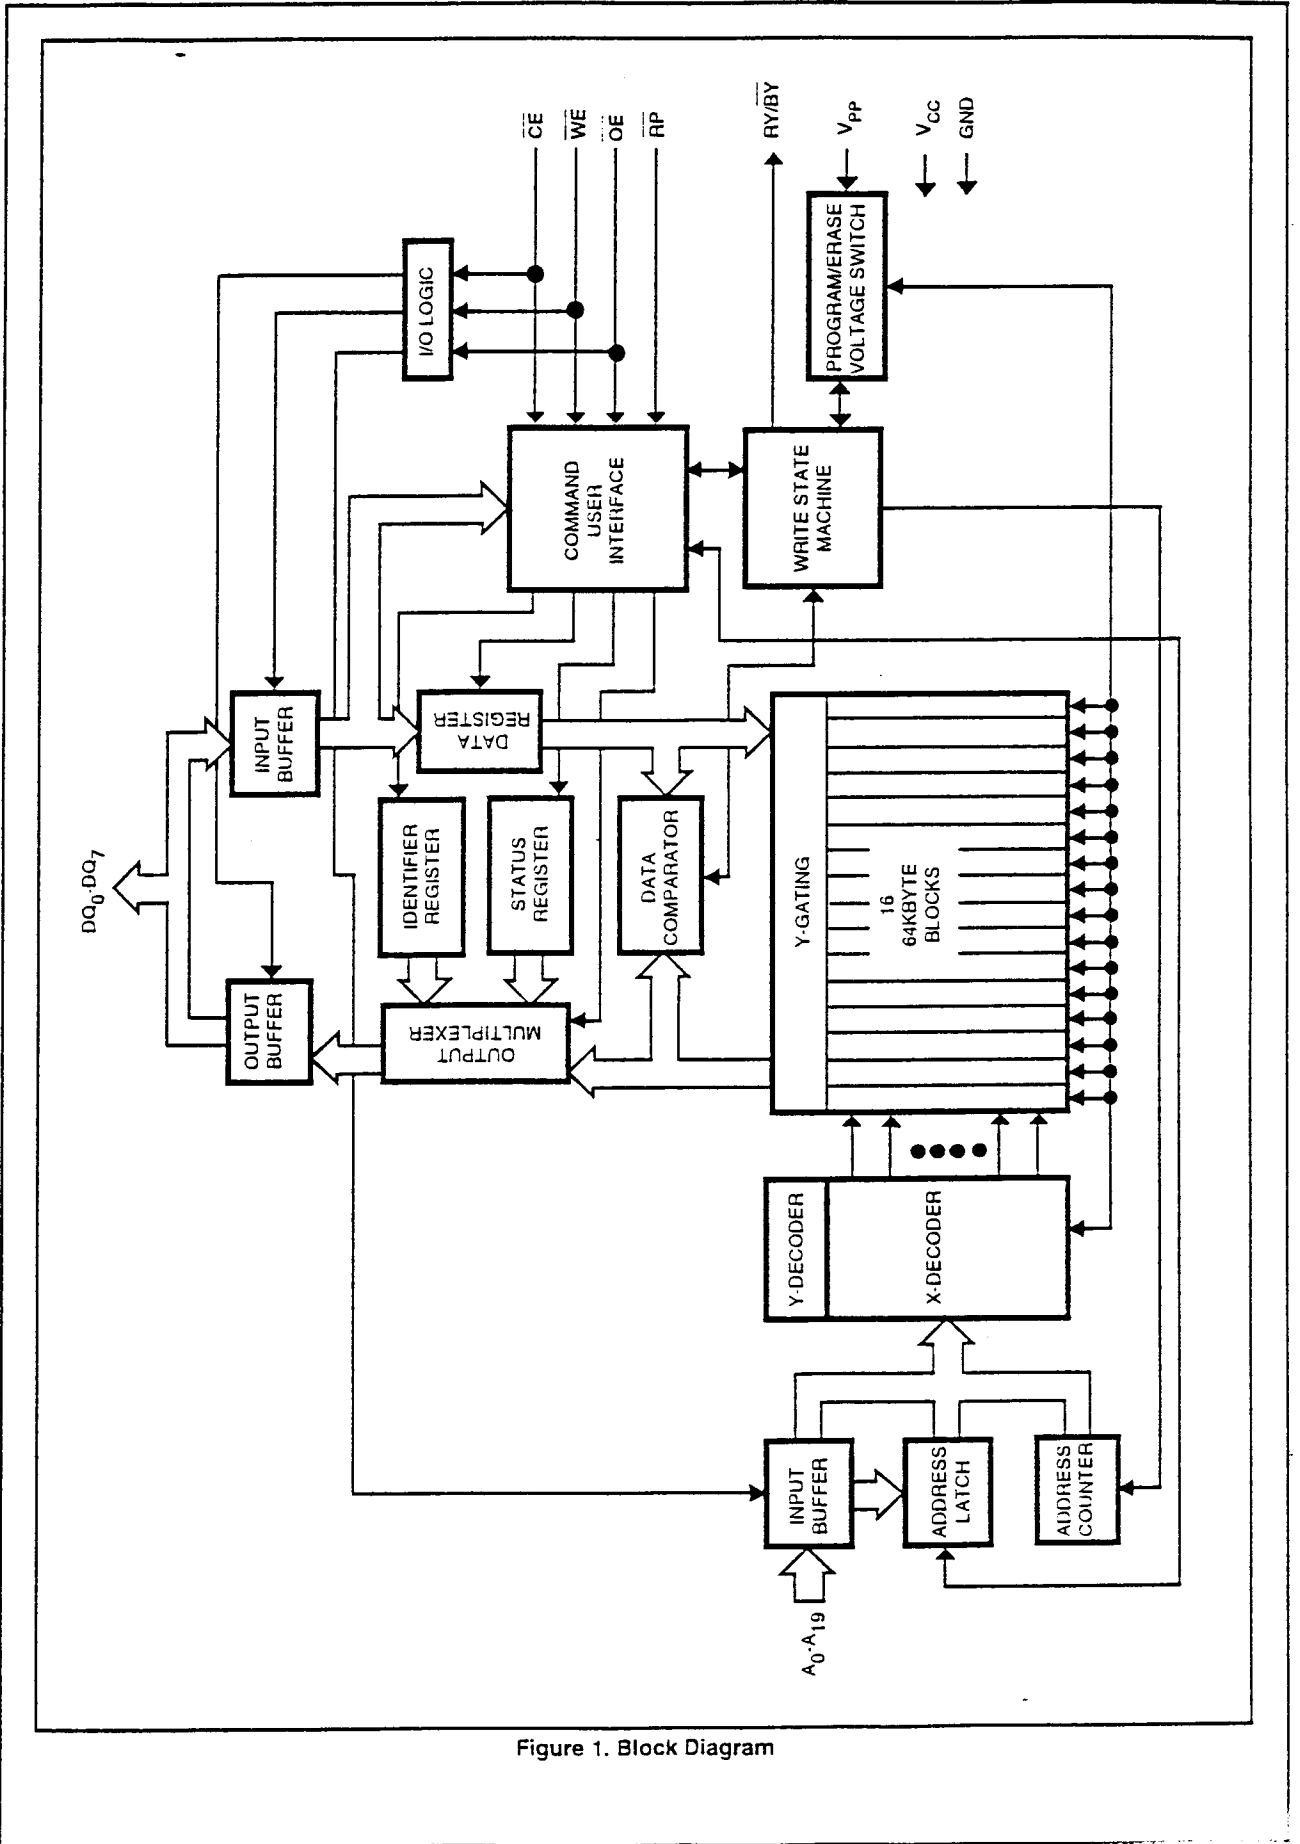 DQ0-DQ7
OUTPUT
BUFFER
INPUT
BUFFER
I/O LOGIC
CE
WE
OE
RP
IDENTIFIER
REGISTER
STATUS
REGISTER
DATA
REGISTER
OUTPUT
MULTIPLEXER
DATA
COMPARATOR
COMMAND
USER
INTERFACE
WRITE STATE
MACHINE
RY/BY
PROGRAM/ERASE
VOLTAGE SWITCH
VPP
VCC
GND
Y-GATING
16
64KBYTE
BLOCKS
Y-DECODER
X-DECODER
INPUT
BUFFER
ADDRESS
LATCH
ADDRESS
COUNTER
A0-A19
Figure 1. Block Diagram